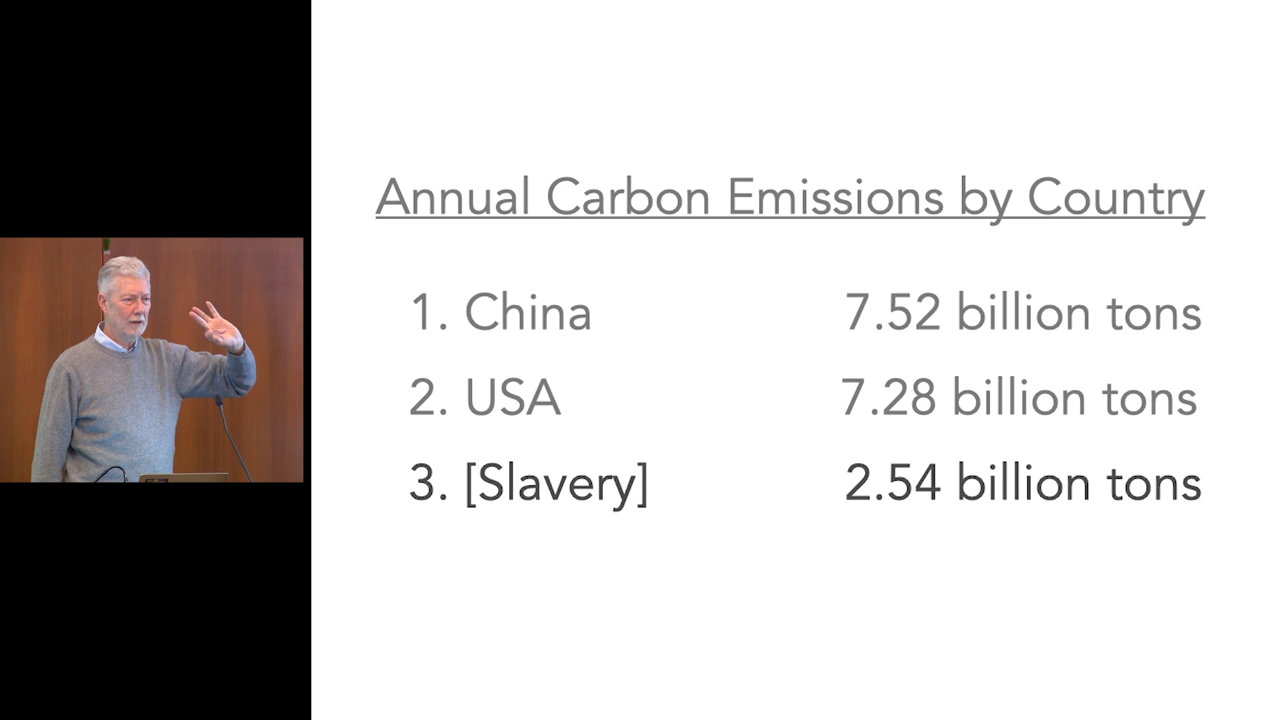 Annual Carbon Emissions by Country
1. China 7.52 billion tons
2. USA 7.28 billion tons
3. [Slavery] 2.54 billion tons